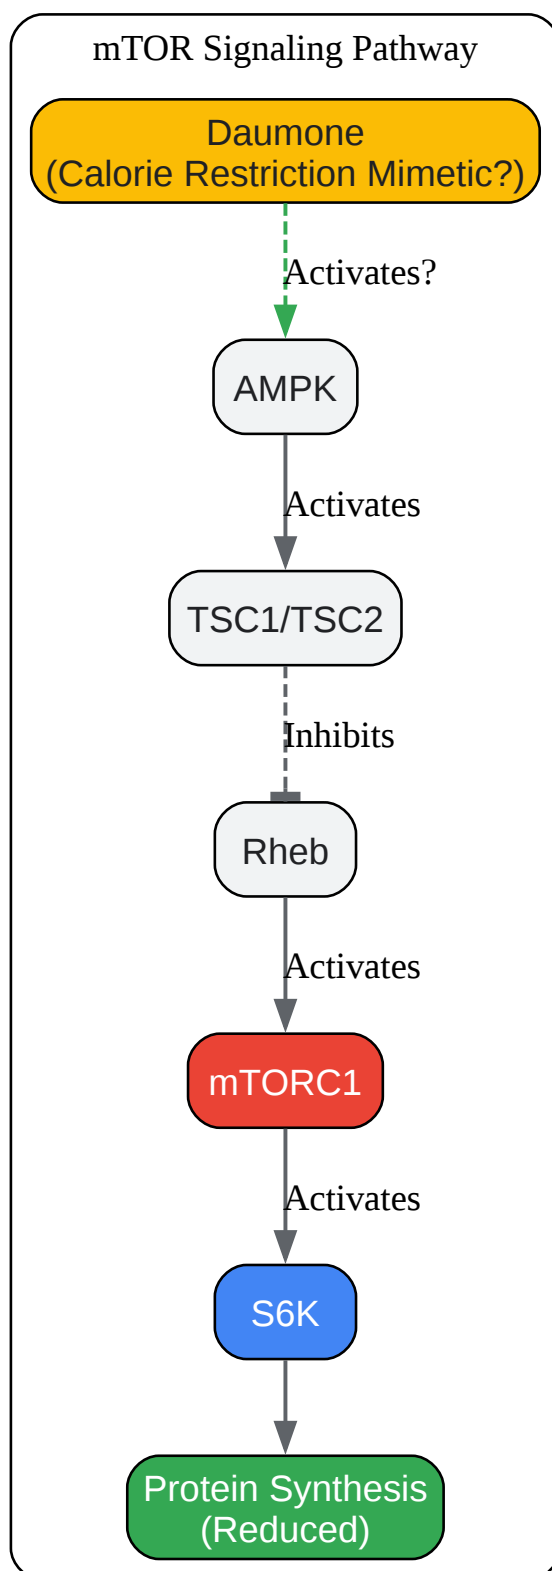 mTOR Signaling Pathway
Daumone
(Calorie Restriction Mimetic?)
Activates?
AMPK
Activates
TSC1/TSC2
Inhibits
Rheb
Activates
mTORC1
Activates
S6K
Protein Synthesis
(Reduced)